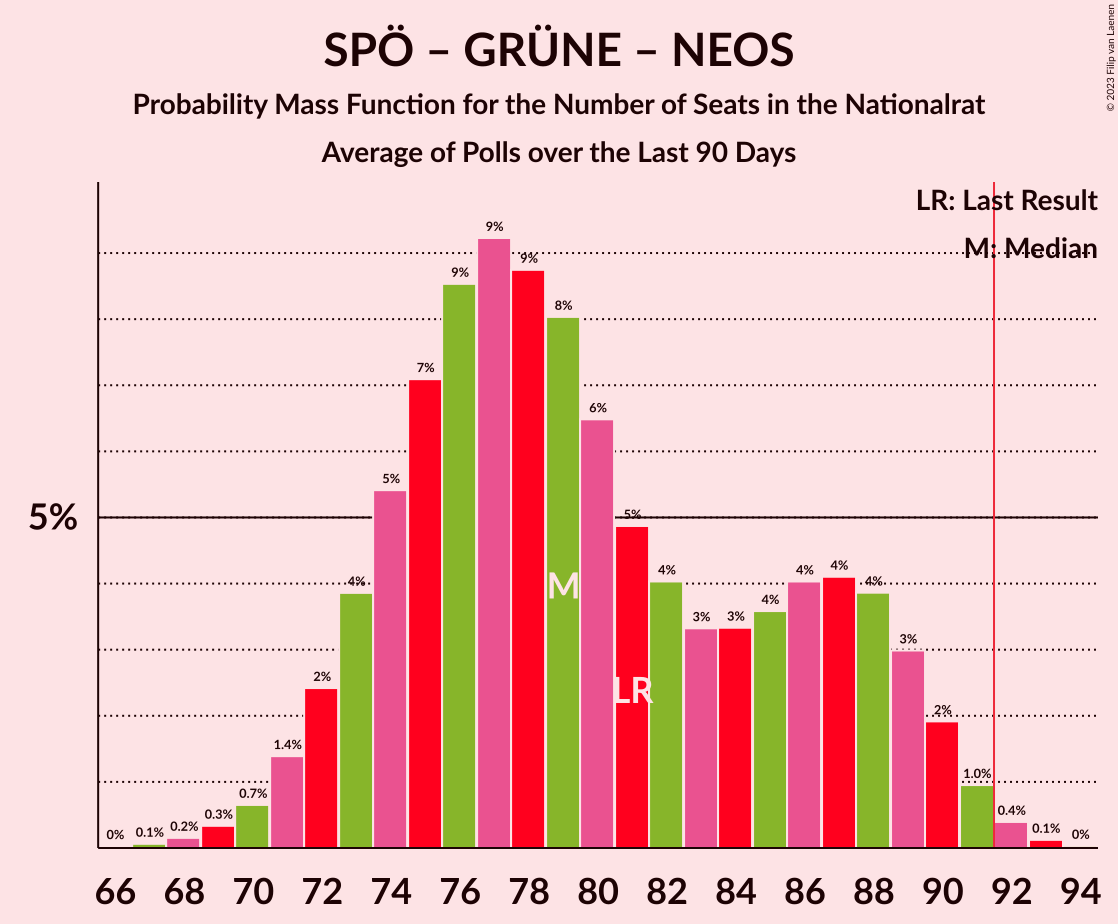 SPÖ – GRÜNE – NEOS
Probability Mass Function for the Number of Seats in the Nationalrat
Average of Polls over the Last 90 Days
© 2023 Filip van Laenen
LR: Last Result
M: Median
5%
0% 0.1% 0.2% 0.3% 0.7% 1.4% 2% 4% 5% 7% 9% 9% 9% 8% 6% 5% 4% 3% 3% 4% 4% 4% 4% 3% 2% 1.0% 0.4% 0.1% 0%
M
LR
66 68 70 72 74 76 78 80 82 84 86 88 90 92 94